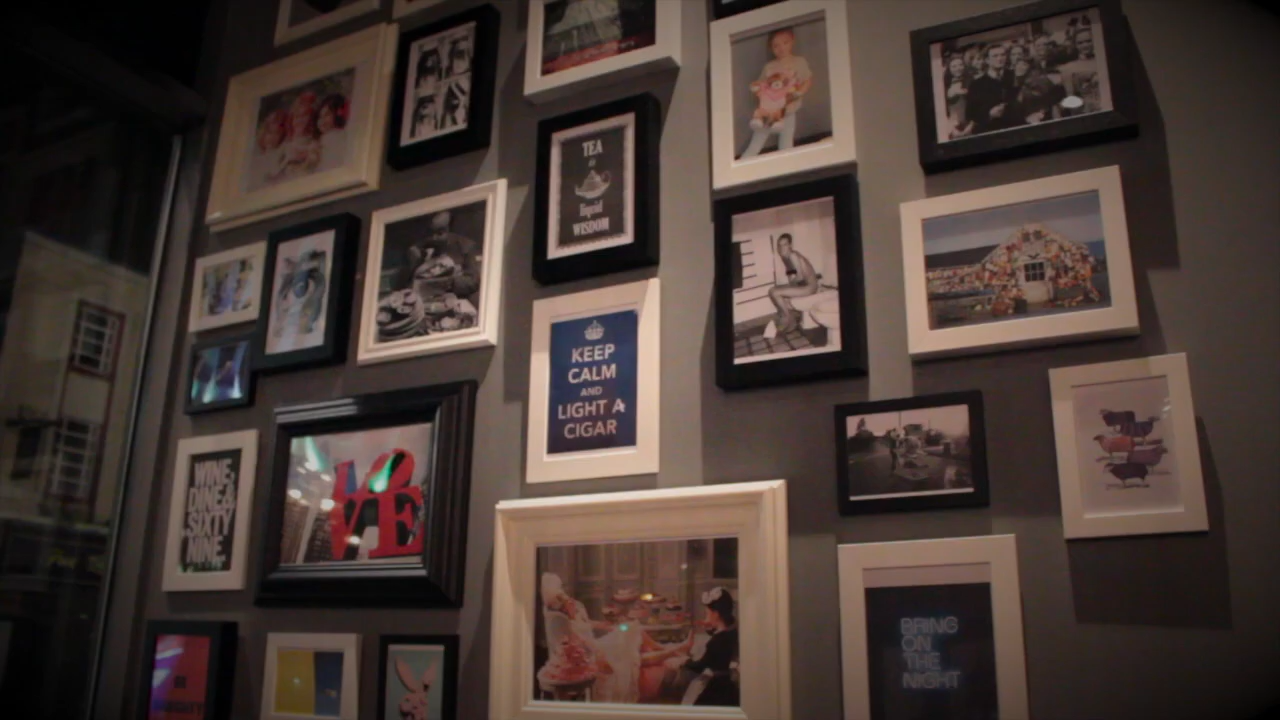 TEA
is
liquid
WISDOM
KEEP
CALM
AND
LIGHT A
CIGAR
WINE,
DINE &
SIXTY
NINE.
LOVE
BRING
ON
THE
NIGHT